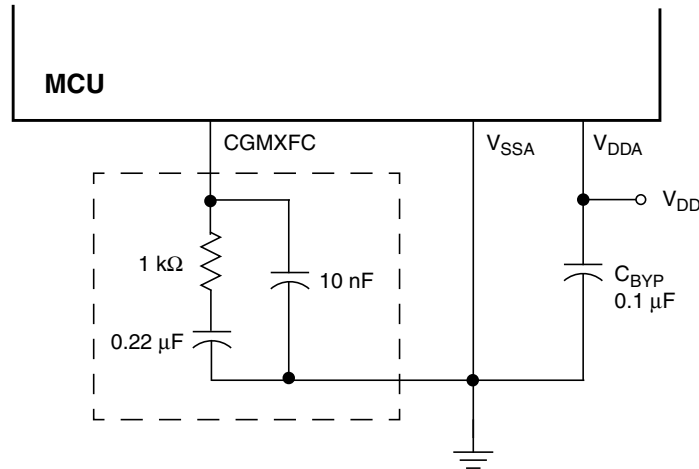 MCU
CGMXFC
VSSA
VDDA
VDD
1 kΩ
10 nF
CBYP
0.1 µF
0.22 µF